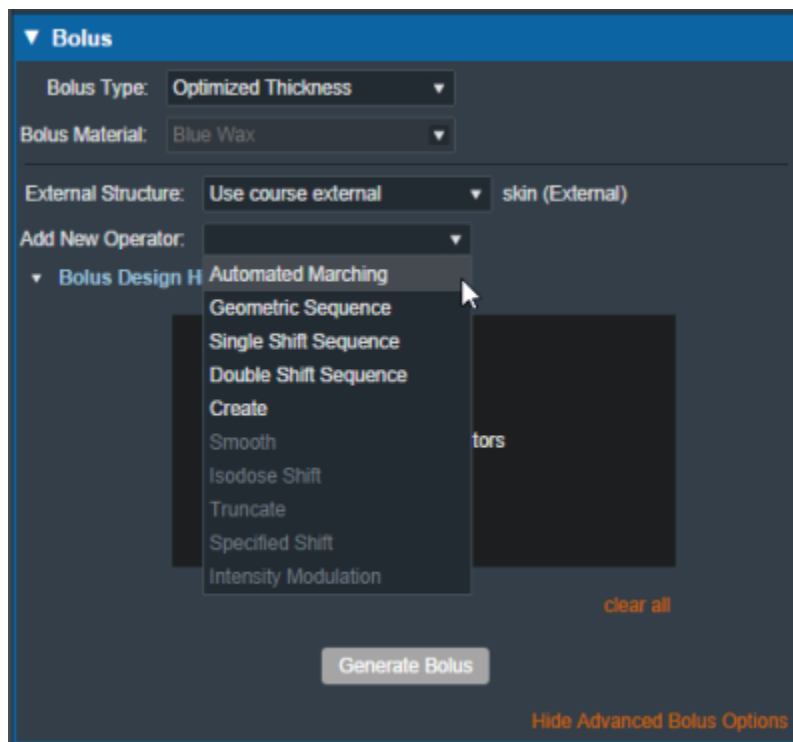 Bolus
Bolus Type: Optimized Thickness
Bolus Material: Blue Wax
External Structure: Use course external skin (External)
Add New Operator:
Bolus Design H
Automated Marching
Geometric Sequence
Single Shift Sequence
Double Shift Sequence
Create
Smooth
tors
Isodose Shift
Truncate
Specified Shift
Intensity Modulation
clear all
Generate Bolus
Hide Advanced Bolus Options